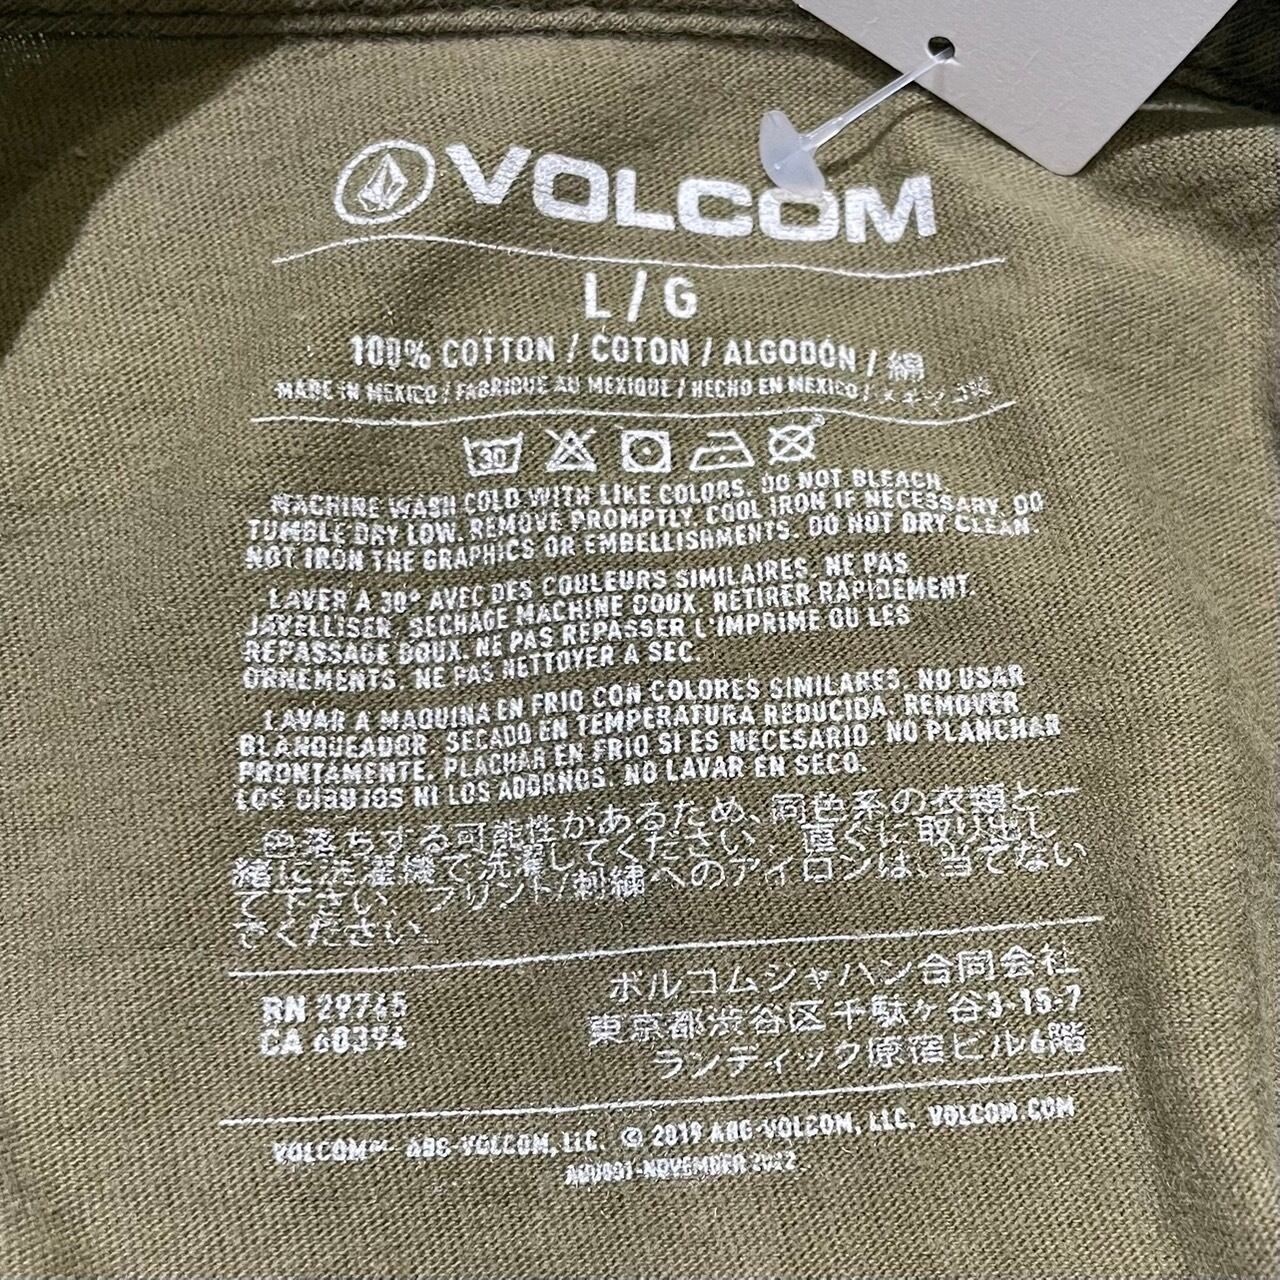 VOLCOM
L / G
100% COTTON / COTON / ALGODÓN / 綿
MADE IN MEXICO / FABRIQUE AU MEXIQUE / HECHO EN MEXICO / メキシコ製
30
MACHINE WASH COLD WITH LIKE COLORS. DO NOT BLEACH.
TUMBLE DRY LOW. REMOVE PROMPTLY. COOL IRON IF NECESSARY. DO
NOT IRON THE GRAPHICS OR EMBELLISHMENTS. DO NOT DRY CLEAN.
LAVER A 30° AVEC DES COULEURS SIMILAIRES. NE PAS
JAVELLISER. SECHAGE MACHINE DOUX. RETIRER RAPIDEMENT.
REPASSAGE DOUX. NE PAS REPASSER L'IMPRIME OU LES
ORNEMENTS. NE PAS NETTOYER A SEC.
LAVAR A MAQUINA EN FRIO CON COLORES SIMILARES. NO USAR
BLANQUEADOR. SECADO EN TEMPERATURA REDUCIDA. REMOVER
PRONTAMENTE. PLACHAR EN FRIO SI ES NECESARIO. NO PLANCHAR
LOS DIBUJOS NI LOS ADORNOS. NO LAVAR EN SECO.
色落ちする可能性があるため、同色系の衣類と一
緒に洗濯機で洗濯してください。直ぐに取り出し
て下さい。プリント/刺繍へのアイロンは、当てない
でください。
RN 29765
CA 60394
ボルコムジャパン合同会社
東京都渋谷区千駄ヶ谷3-15-7
ランディック原宿ビル6階
VOLCOM ABG-VOLCOM, LLC. © 2019 ABG-VOLCOM, LLC. VOLCOM.COM
NOVEMBER 2022